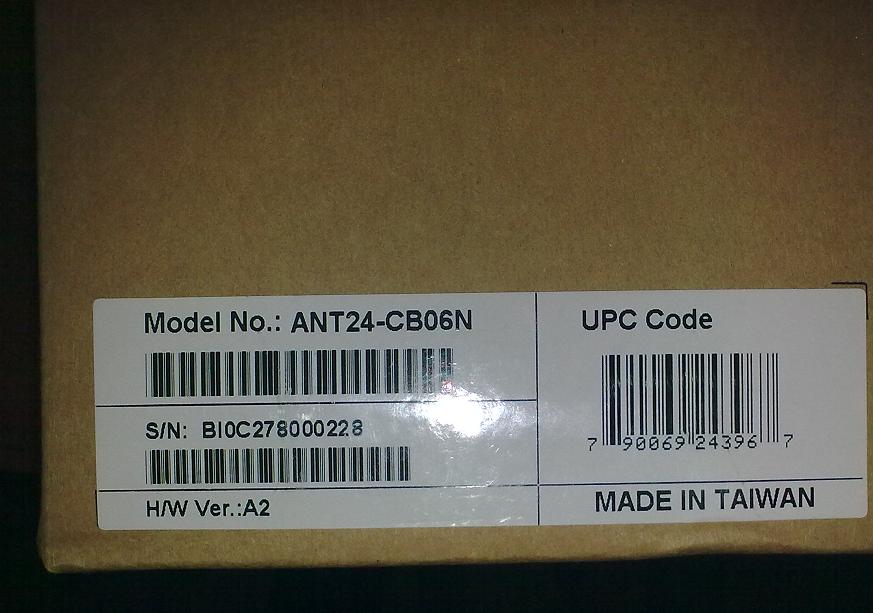 Model No.: ANT24-CB06N
S/N: BI0C278000228
H/W Ver.:A2
UPC Code
7 90069 24396 7
MADE IN TAIWAN